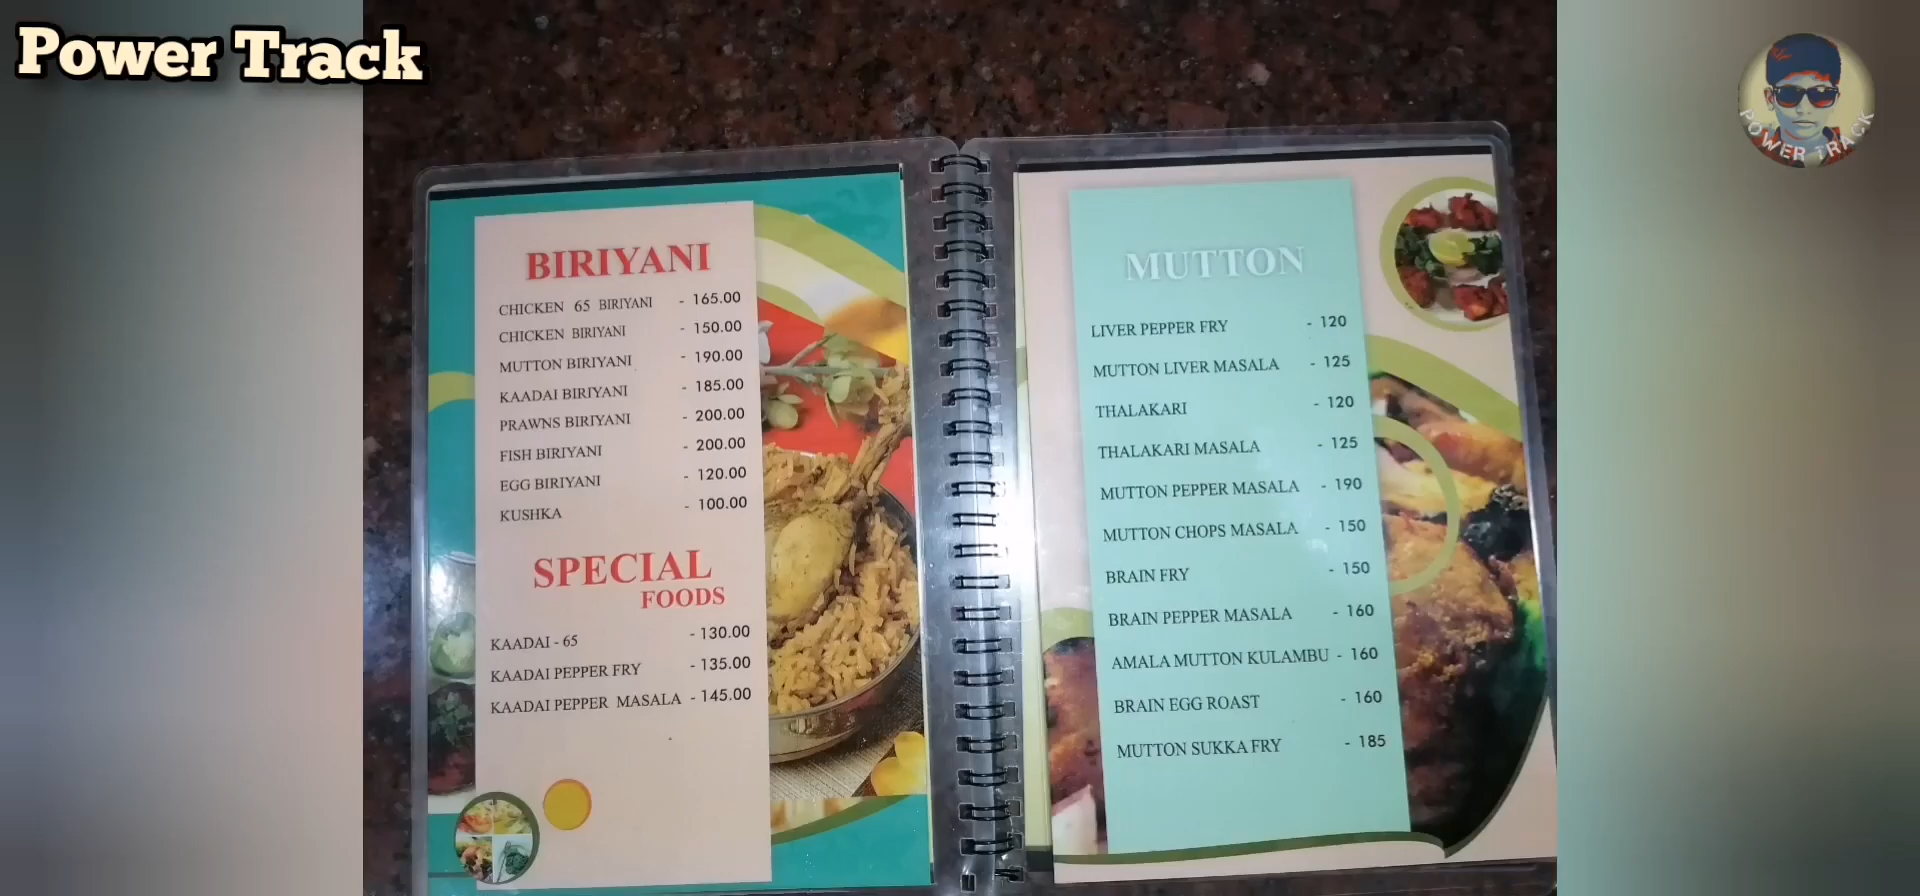 Power Track
POWER TRACK
BIRIYANI
CHICKEN 65 BIRIYANI - 165.00
CHICKEN BIRIYANI - 150.00
MUTTON BIRIYANI - 190.00
KAADAI BIRIYANI - 185.00
PRAWNS BIRIYANI - 200.00
FISH BIRIYANI - 200.00
EGG BIRIYANI - 120.00
KUSHKA - 100.00
SPECIAL
FOODS
KAADAI - 65 - 130.00
KAADAI PEPPER FRY - 135.00
KAADAI PEPPER MASALA - 145.00
MUTTON
LIVER PEPPER FRY - 120
MUTTON LIVER MASALA - 125
THALAKARI - 120
THALAKARI MASALA - 125
MUTTON PEPPER MASALA - 190
MUTTON CHOPS MASALA - 150
BRAIN FRY - 150
BRAIN PEPPER MASALA - 160
AMALA MUTTON KULAMBU - 160
BRAIN EGG ROAST - 160
MUTTON SUKKA FRY - 185